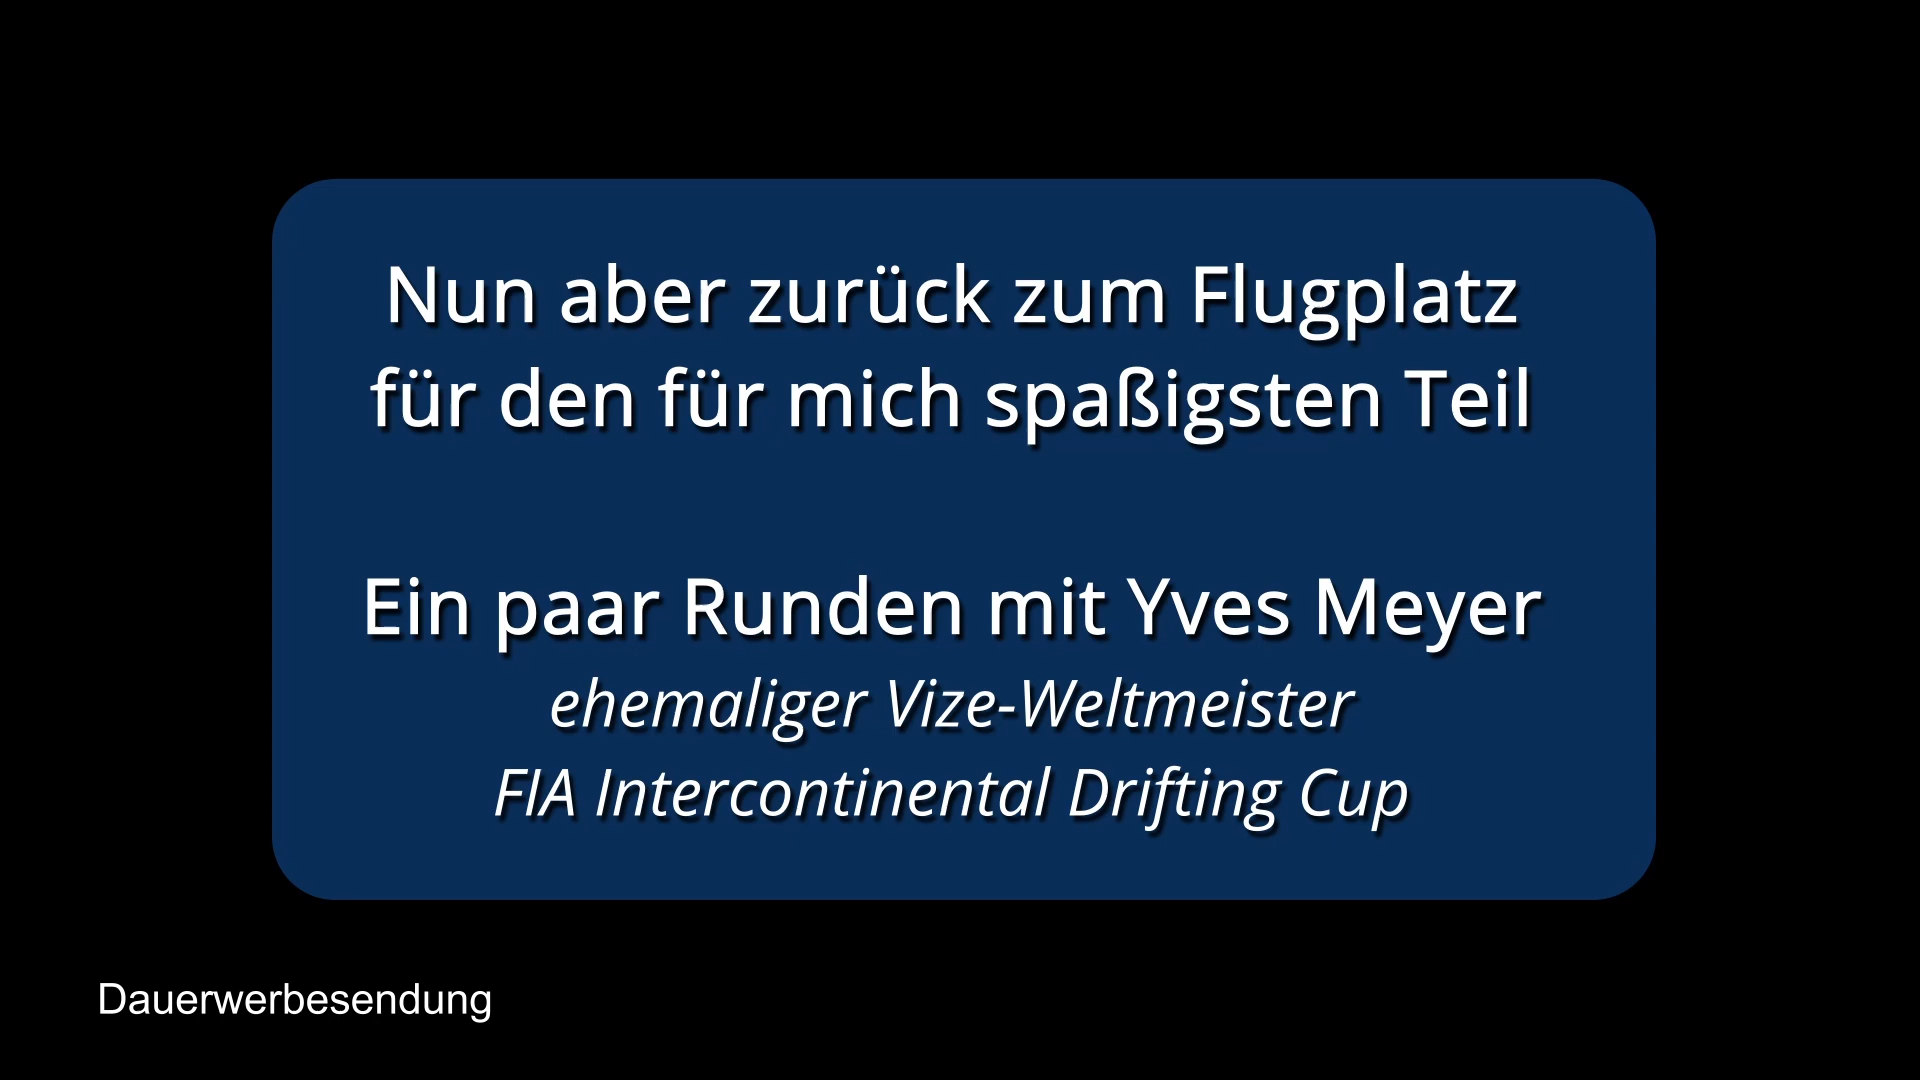 Nun aber zurück zum Flugplatz
für den für mich spaßigsten Teil
Ein paar Runden mit Yves Meyer
ehemaliger Vize-Weltmeister
FIA Intercontinental Drifting Cup
Dauerwerbesendung